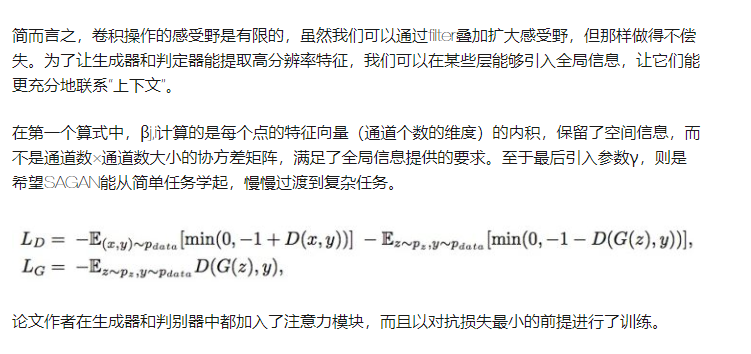 简而言之，卷积操作的感受野是有限的，虽然我们可以通过filter叠加扩大感受野，但那样做得不偿
失。为了让生成器和判定器能提取高分辨率特征，我们可以在某些层能够引入全局信息，让它们能
更充分地联系“上下文”。
在第一个算式中，βj,i计算的是每个点的特征向量（通道个数的维度）的内积，保留了空间信息，而
不是通道数×通道数大小的协方差矩阵，满足了全局信息提供的要求。至于最后引入参数γ，则是
希望SAGAN能从简单任务学起，慢慢过渡到复杂任务。
L_D = −𝔼_{(x,y)∼p_{data}}[min(0, −1 + D(x, y))] − 𝔼_{z∼p_z,y∼p_{data}}[min(0, −1 − D(G(z), y))],
L_G = −𝔼_{z∼p_z,y∼p_{data}} D(G(z), y),
论文作者在生成器和判别器中都加入了注意力模块，而且以对抗损失最小的前提进行了训练。